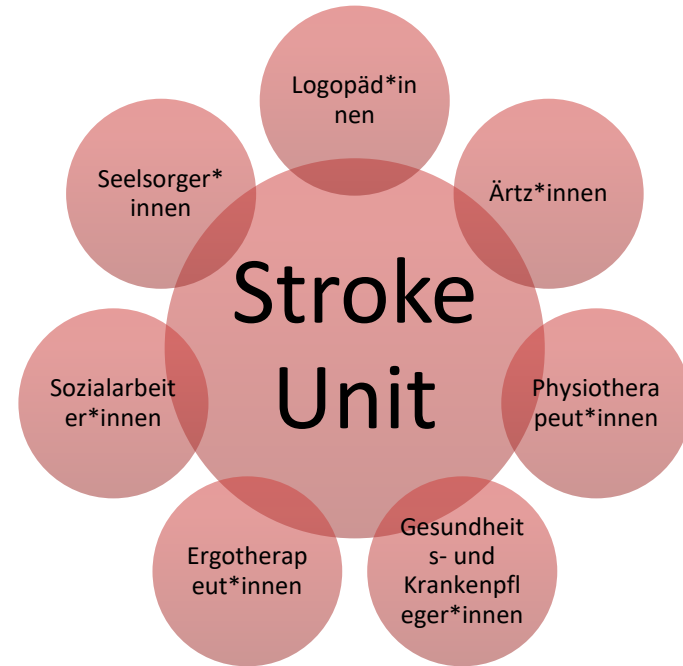 Logopäd*in
nen
Seelsorger*
innen
Ärtz*innen
Stroke
Unit
Sozialarbeit
er*innen
Physiothera
peut*innen
Ergotherap
eut*innen
Gesundheit
s- und
Krankenpfl
eger*innen